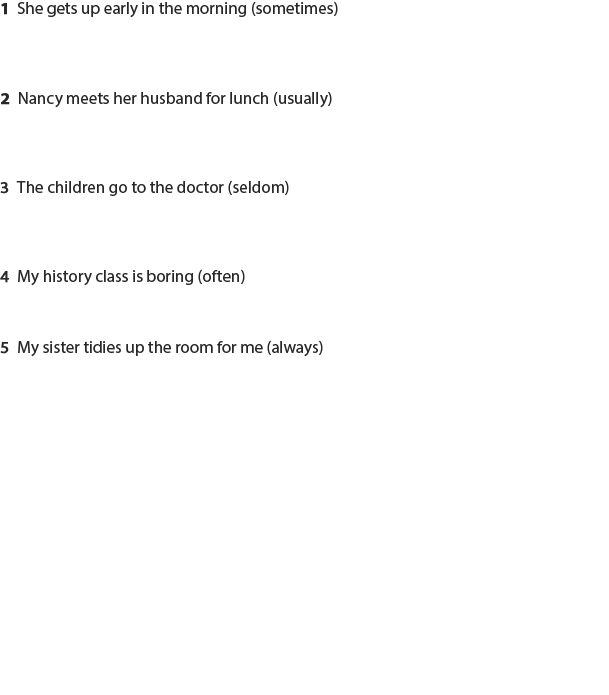 1 She gets up early in the morning (sometimes)
2 Nancy meets her husband for lunch (usually)
3 The children go to the doctor (seldom)
4 My history class is boring (often)
5 My sister tidies up the room for me (always)